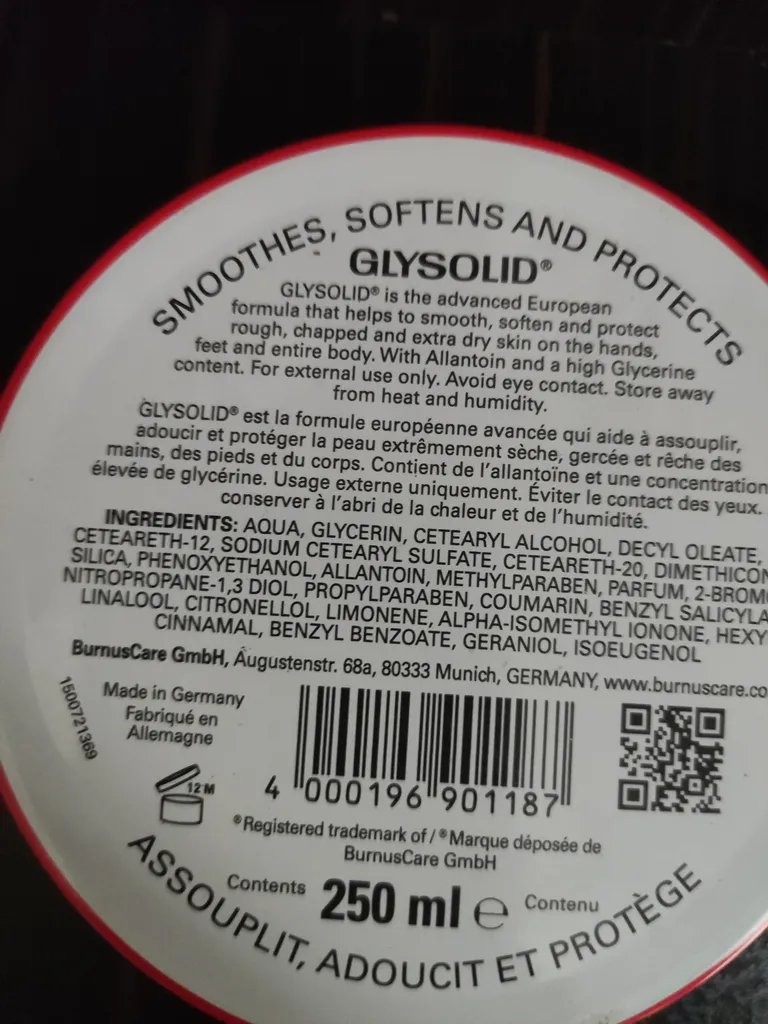 SMOOTHES, SOFTENS AND PROTECTS
GLYSOLID®
GLYSOLID® is the advanced European
formula that helps to smooth, soften and protect
rough, chapped and extra dry skin on the hands,
feet and entire body. With Allantoin and a high Glycerine
content. For external use only. Avoid eye contact. Store away
from heat and humidity.
GLYSOLID® est la formule européenne avancée qui aide à assouplir,
adoucir et protéger la peau extrêmement sèche, gercée et rêche des
mains, des pieds et du corps. Contient de l'allantoïne et une concentration
élevée de glycérine. Usage externe uniquement. Éviter le contact des yeux.
conserver à l'abri de la chaleur et de l'humidité.
INGREDIENTS: AQUA, GLYCERIN, CETEARYL ALCOHOL, DECYL OLEATE,
CETEARETH-12, SODIUM CETEARYL SULFATE, CETEARETH-20, DIMETHICON
SILICA, PHENOXYETHANOL, ALLANTOIN, METHYLPARABEN, PARFUM, 2-BROMO
NITROPROPANE-1,3 DIOL, PROPYLPARABEN, COUMARIN, BENZYL SALICYLA
LINALOOL, CITRONELLOL, LIMONENE, ALPHA-ISOMETHYL IONONE, HEXY
CINNAMAL, BENZYL BENZOATE, GERANIOL, ISOEUGENOL
BurnusCare GmbH, Augustenstr. 68a, 80333 Munich, GERMANY, www.burnuscare.co
1500721369
Made in Germany
Fabriqué en
Allemagne
12 M
4 000196 901187
®Registered trademark of / ®Marque déposée de
BurnusCare GmbH
Contents 250 ml ℮ Contenu
ASSOUPLIT, ADOUCIT ET PROTÈGE